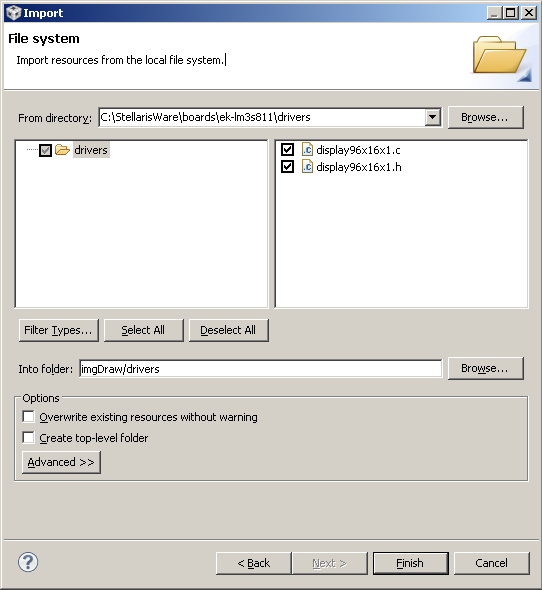 Import
File system
Import resources from the local file system.
From directory: C:\StellarisWare\boards\ek-lm3s811\drivers Browse...
drivers
display96x16x1.c
display96x16x1.h
Filter Types... Select All Deselect All
Into folder: imgDraw/drivers Browse...
Options
Overwrite existing resources without warning
Create top-level folder
Advanced >>
< Back Next > Finish Cancel